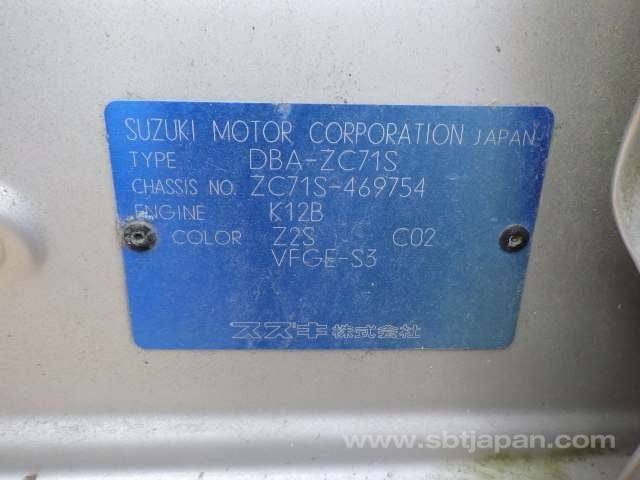 SUZUKI MOTOR CORPORATION JAPAN
TYPE DBA-ZC71S
CHASSIS NO. ZC71S-469754
ENGINE K12B
COLOR Z2S C02
VFGE-S3
スズキ株式会社
www.sbtjapan.com